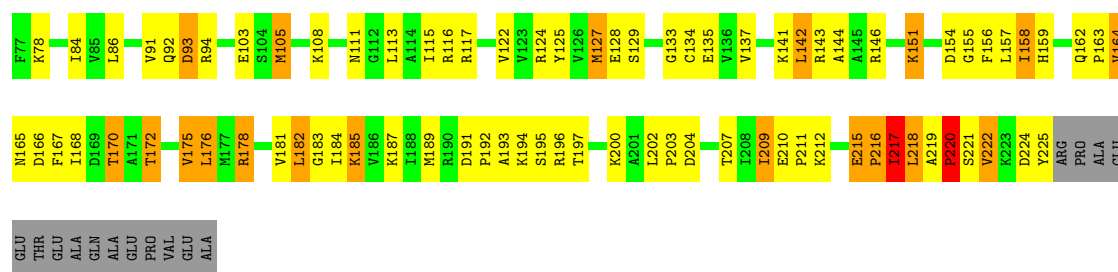 F77 K78 I84 V85 L86 V91 Q92 D93 R94 E103 S104 M105 K108 N111 G112 L113 A114 I115 R116 R117 V122 V123 R124 Y125 V126 M127 E128 S129 G133 C134 E135 V136 V137 K141 L142 R143 A144 A145 R146 K151 D154 G155 F156 L157 I158 H159 Q162 P163
N165 D166 F167 I168 D169 T170 A171 T172 V175 L176 M177 R178 V181 L182 G183 I184 K185 V186 K187 I188 M189 R190 D191 P192 A193 K194 S195 R196 T197 K200 A201 L202 P203 D204 T207 I208 I209 E210 P211 K212 E215 P216 I217 L218 A219 P220 S221 V222 K223 D224 Y225 ARG PRO ALA GLU
GLU THR GLU ALA GLN ALA GLU PRO VAL GLU ALA